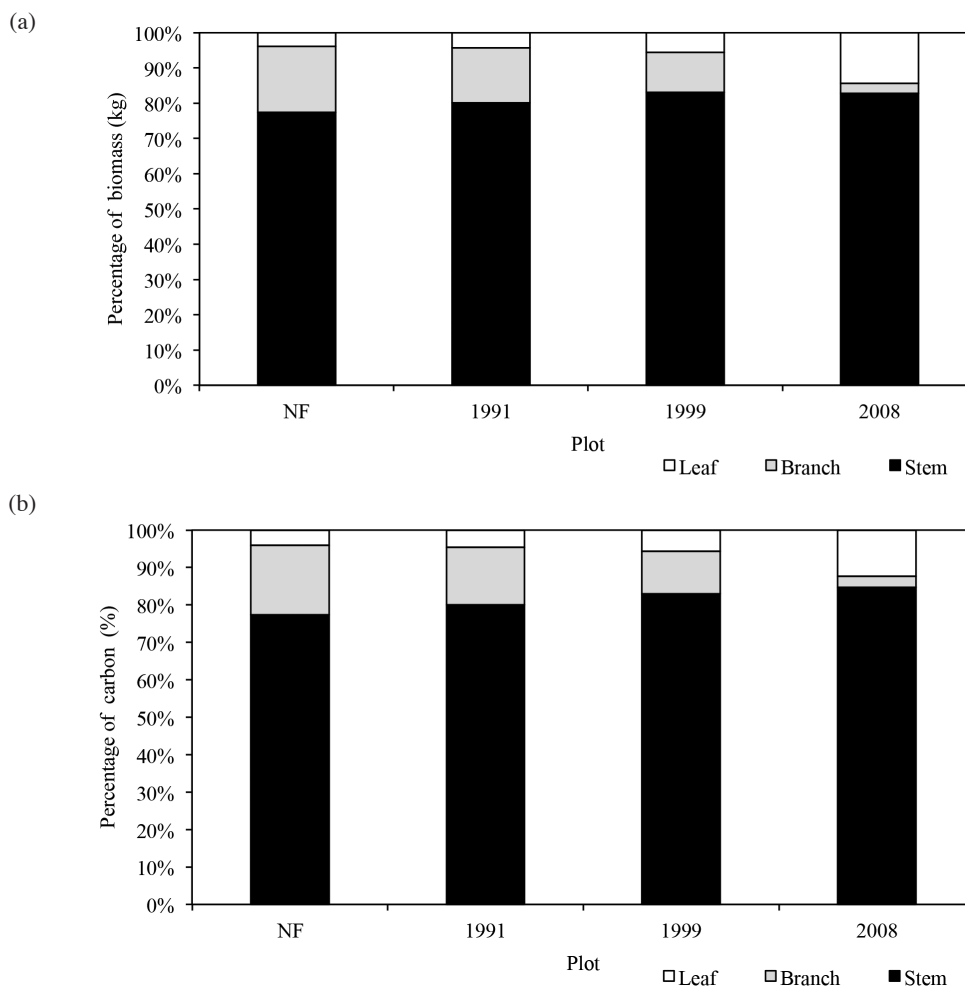 (a)
Percentage of biomass (kg)
100%
90%
80%
70%
60%
50%
40%
30%
20%
10%
0%
NF 1991 1999 2008
Plot
Leaf Branch Stem
(b)
Percentage of carbon (%)
100%
90%
80%
70%
60%
50%
40%
30%
20%
10%
0%
NF 1991 1999 2008
Plot
Leaf Branch Stem